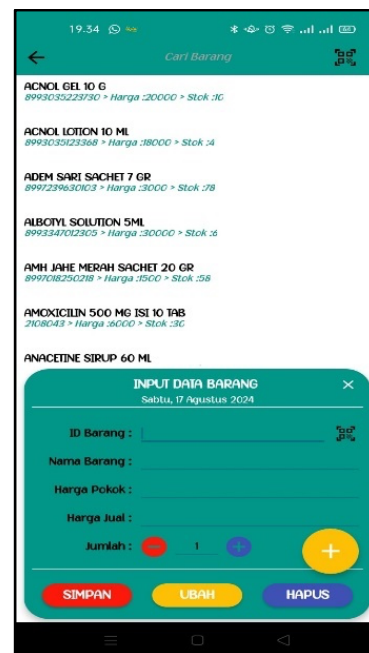 19.34
Cari Barang
ACNOL GEL 10 G
8993035223730 > Harga :20000 > Stok :10
ACNOL LOTION 10 ML
8993035123368 > Harga :18000 > Stok :4
ADEM SARI SACHET 7 GR
8997239630103 > Harga :3000 > Stok :78
ALBOTYL SOLUTION 5ML
8993347012305 > Harga :30000 > Stok :6
AMH JAHE MERAH SACHET 20 GR
8997018250218 > Harga :1500 > Stok :58
AMOXICILIN 500 MG ISI 10 TAB
2108043 > Harga :6000 > Stok :30
ANACETINE SIRUP 60 ML
INPUT DATA BARANG
Sabtu, 17 Agustus 2024
ID Barang :
Nama Barang :
Harga Pokok :
Harga Jual :
Jumlah : 1
SIMPAN UBAH HAPUS